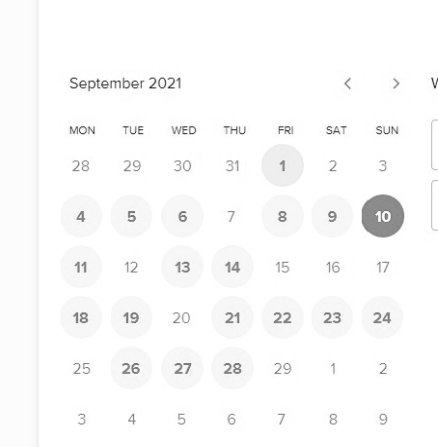 September 2021
W
MON TUE WED THU FRI SAT SUN
28 29 30 31 1 2 3
4 5 6 7 8 9 10
11 12 13 14 15 16 17
18 19 20 21 22 23 24
25 26 27 28 29 1 2
3 4 5 6 7 8 9